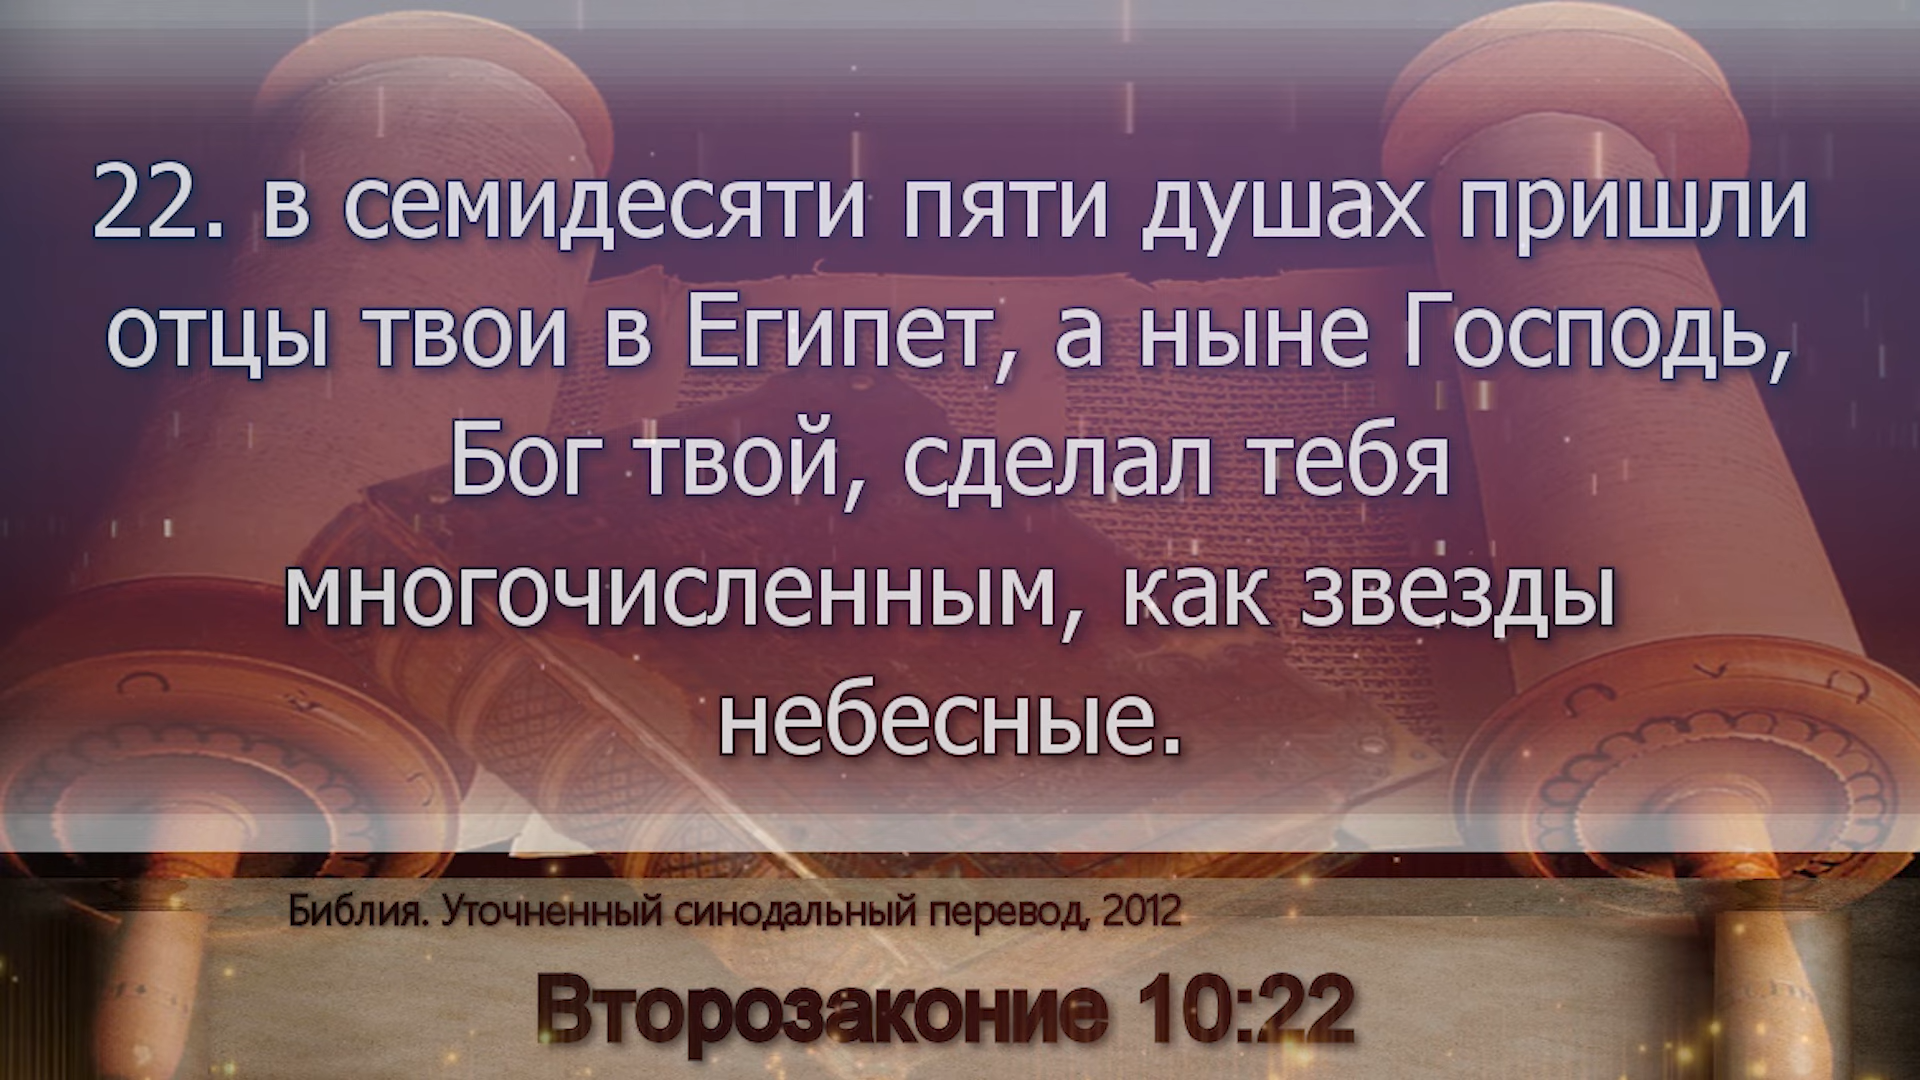 22. в семидесяти пяти душах пришли
отцы твои в Египет, а ныне Господь,
Бог твой, сделал тебя
многочисленным, как звезды
небесные.
Библия. Уточненный синодальный перевод, 2012
Второзаконие 10:22